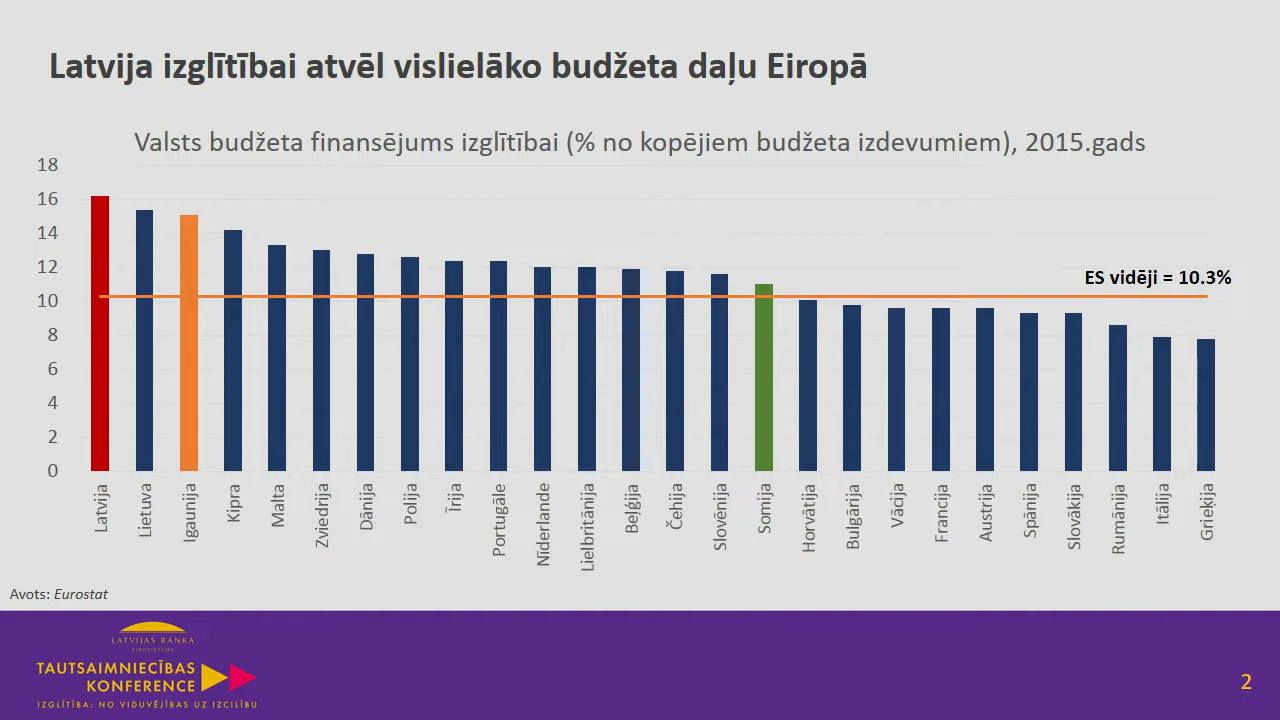 Latvija izglītībai atvēl vislielāko budžeta daļu Eiropā
Valsts budžeta finansējums izglītībai (% no kopējiem budžeta izdevumiem), 2015.gads
18
16
14
12
10
8
6
4
2
0
ES vidēji = 10.3%
Latvija
Lietuva
Igaunija
Kipra
Malta
Zviedrija
Dānija
Polija
Īrija
Portugāle
Nīderlande
Lielbritānija
Beļģija
Čehija
Slovēnija
Somija
Horvātija
Bulgārija
Vācija
Francija
Austrija
Spānija
Slovākija
Rumānija
Itālija
Grieķija
Avots: Eurostat
LATVIJAS BANKA
EIROSISTĒMA
TAUTSAIMNIECĪBAS
KONFERENCE
IZGLĪTĪBA: NO VIDUVĒJĪBAS UZ IZCILĪBU
2